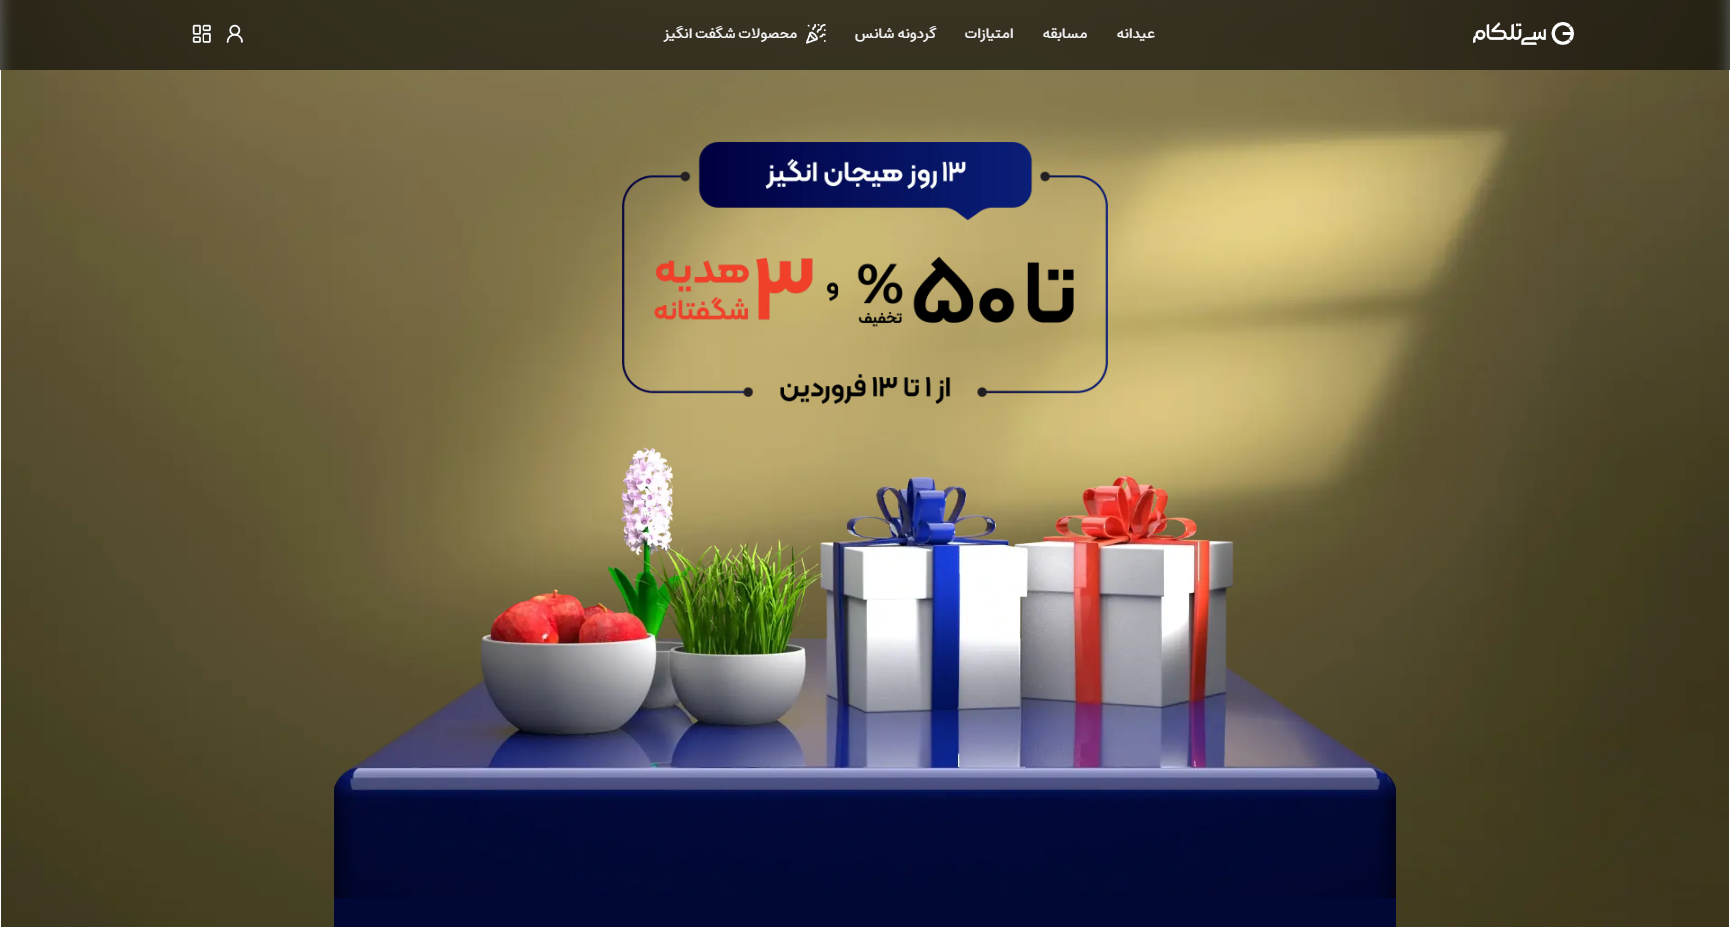 سی‌تلکام
عیدانه
مسابقه
امتیازات
گردونه شانس
محصولات شگفت انگیز
۱۳ روز هیجان انگیز
تا ۵۰% تخفیف و ۳ هدیه شگفتانه
از ۱ تا ۱۳ فروردین